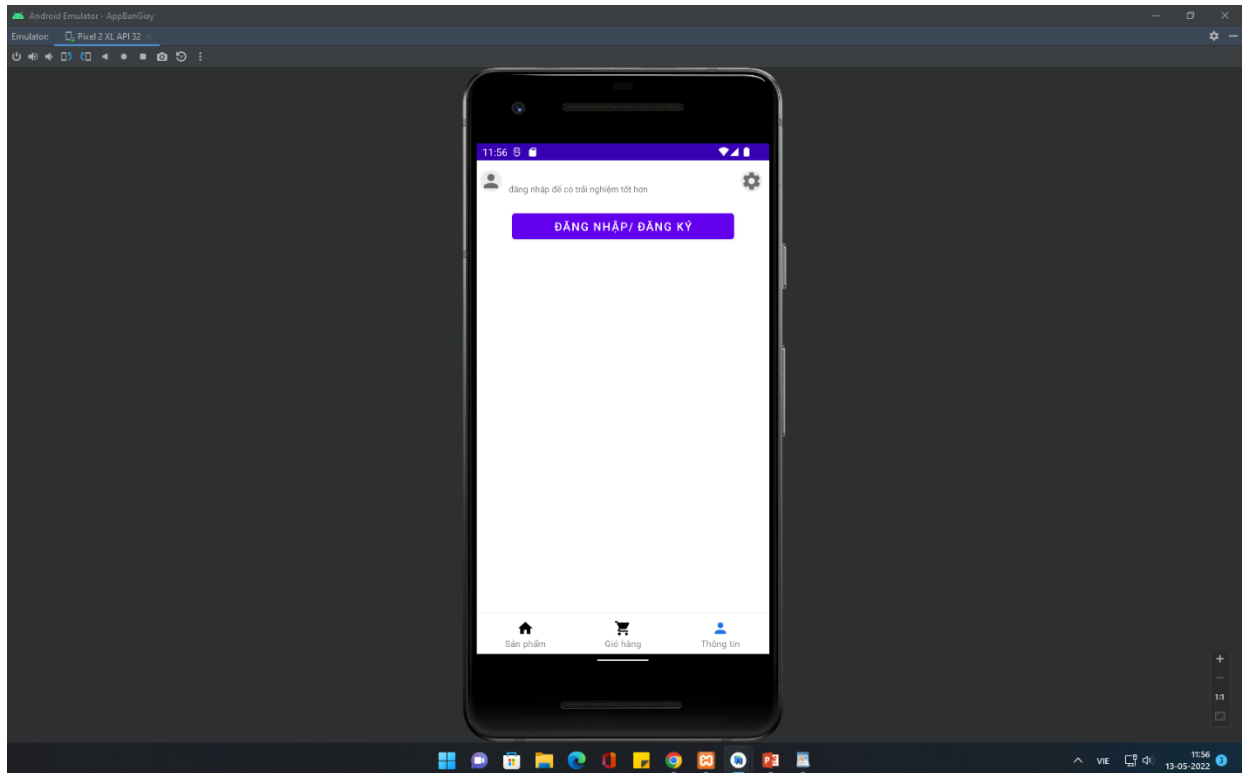 Android Emulator - AppBanGiay
Emulator: Pixel 2 XL API 32
11:56
đăng nhập để có trải nghiệm tốt hơn
ĐĂNG NHẬP/ ĐĂNG KÝ
Sản phẩm Giỏ hàng Thông tin
1:1
VIE 11:56
13-05-2022 3